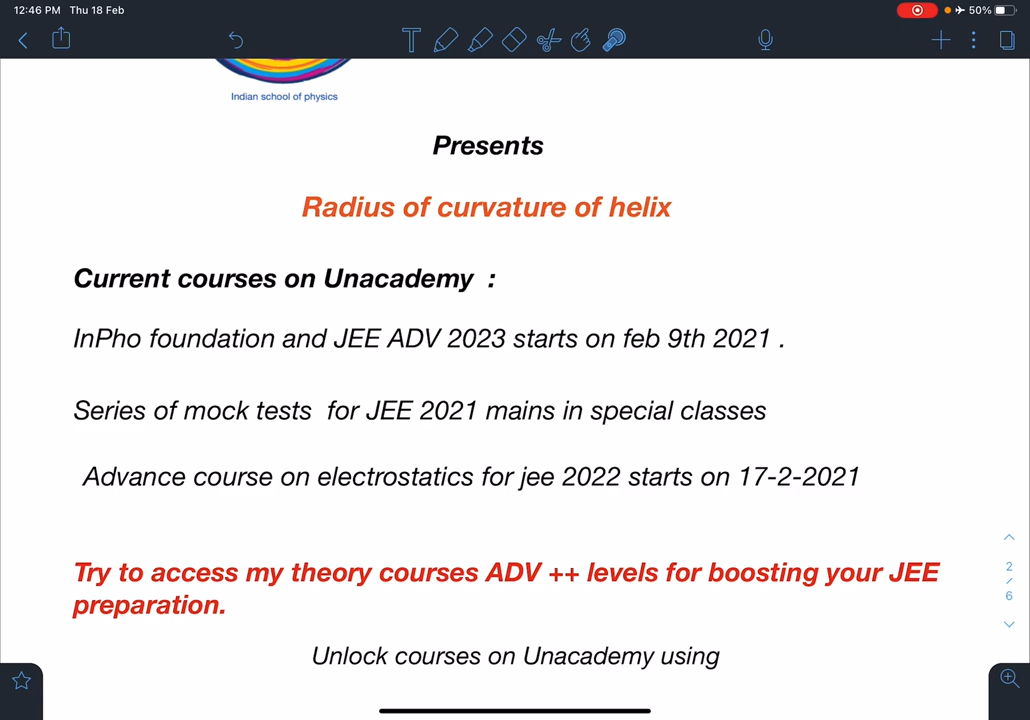 12:46 PM Thu 18 Feb
50%
Indian school of physics
Presents
Radius of curvature of helix
Current courses on Unacademy :
InPho foundation and JEE ADV 2023 starts on feb 9th 2021 .
Series of mock tests for JEE 2021 mains in special classes
Advance course on electrostatics for jee 2022 starts on 17-2-2021
2
/
6
Try to access my theory courses ADV ++ levels for boosting your JEE
preparation.
Unlock courses on Unacademy using